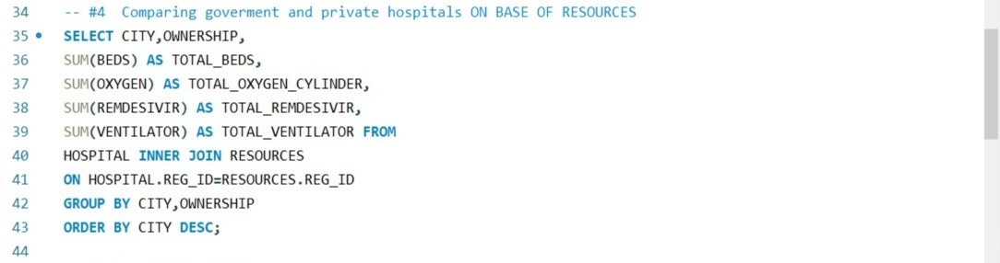 34 -- #4  Comparing goverment and private hospitals ON BASE OF RESOURCES
35 SELECT CITY,OWNERSHIP,
36 SUM(BEDS) AS TOTAL_BEDS,
37 SUM(OXYGEN) AS TOTAL_OXYGEN_CYLINDER,
38 SUM(REMDESIVIR) AS TOTAL_REMDESIVIR,
39 SUM(VENTILATOR) AS TOTAL_VENTILATOR FROM
40 HOSPITAL INNER JOIN RESOURCES
41 ON HOSPITAL.REG_ID=RESOURCES.REG_ID
42 GROUP BY CITY,OWNERSHIP
43 ORDER BY CITY DESC;
44